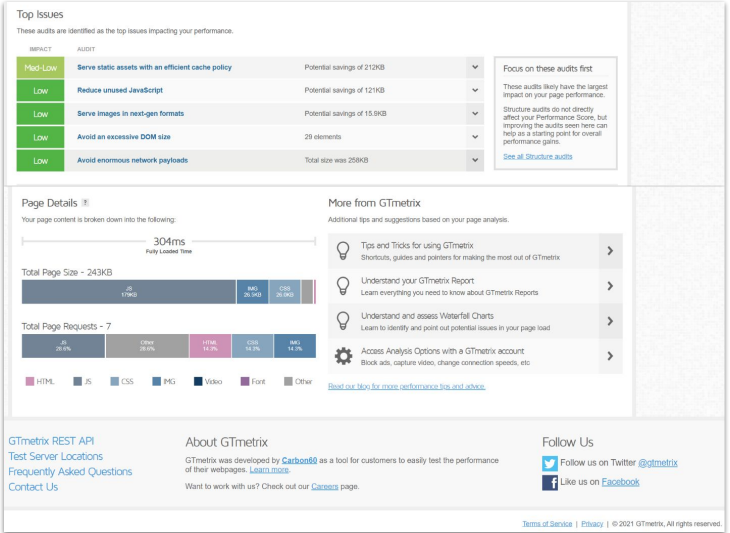 Top Issues
These audits are identified as the top issues impacting your performance.
IMPACT AUDIT
Med-Low Serve static assets with an efficient cache policy Potential savings of 212KB
Low Reduce unused JavaScript Potential savings of 121KB
Low Serve images in next-gen formats Potential savings of 15.9KB
Low Avoid an excessive DOM size 29 elements
Low Avoid enormous network payloads Total size was 258KB
Focus on these audits first
These audits likely have the largest
impact on your page performance.
Structure audits do not directly
affect your Performance Score, but
improving the audits seen here can
help as a starting point for overall
performance gains.
See all Structure audits
Page Details ?
Your page content is broken down into the following:
304ms
Fully Loaded Time
Total Page Size - 243KB
JS IMG CSS
179KB 26.5KB 26.0KB
Total Page Requests - 7
JS Other HTML CSS IMG
28.6% 28.6% 14.3% 14.3% 14.3%
HTML JS CSS IMG Video Font Other
More from GTmetrix
Additional tips and suggestions based on your page analysis.
Tips and Tricks for using GTmetrix
Shortcuts, guides and pointers for making the most out of GTmetrix
Understand your GTmetrix Report
Learn everything you need to know about GTmetrix Reports
Understand and assess Waterfall Charts
Learn to identify and point out potential issues in your page load
Access Analysis Options with a GTmetrix account
Block ads, capture video, change connection speeds, etc
Read our blog for more performance tips and advice.
GTmetrix REST API
Test Server Locations
Frequently Asked Questions
Contact Us
About GTmetrix
GTmetrix was developed by Carbon60 as a tool for customers to easily test the performance
of their webpages. Learn more.
Want to work with us? Check out our Careers page.
Follow Us
Follow us on Twitter @gtmetrix
Like us on Facebook
Terms of Service | Privacy | © 2021 GTmetrix, All rights reserved.